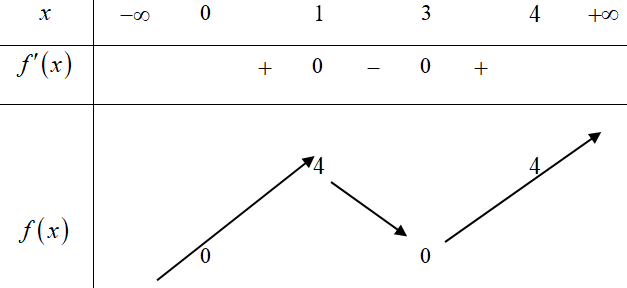 x −∞ 0 1 3 4 +∞
f′(x) + 0 − 0 +
4 4
f(x)
0 0